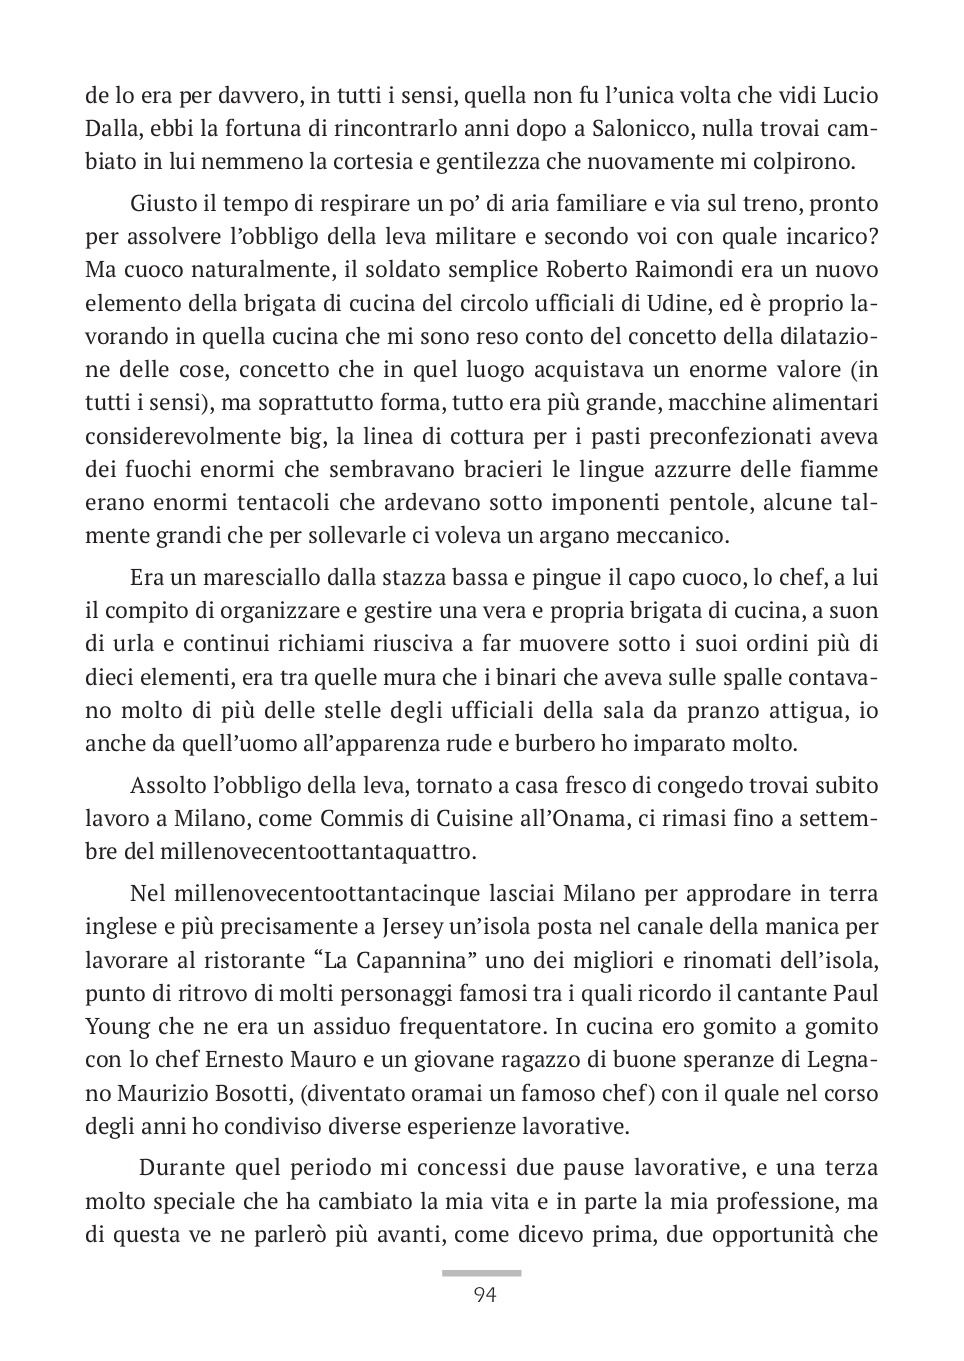 de lo era per davvero, in tutti i sensi, quella non fu l’unica volta che vidi Lucio
Dalla, ebbi la fortuna di rincontrarlo anni dopo a Salonicco, nulla trovai cam-
biato in lui nemmeno la cortesia e gentilezza che nuovamente mi colpirono.
Giusto il tempo di respirare un po’ di aria familiare e via sul treno, pronto
per assolvere l’obbligo della leva militare e secondo voi con quale incarico?
Ma cuoco naturalmente, il soldato semplice Roberto Raimondi era un nuovo
elemento della brigata di cucina del circolo ufficiali di Udine, ed è proprio la-
vorando in quella cucina che mi sono reso conto del concetto della dilatazio-
ne delle cose, concetto che in quel luogo acquistava un enorme valore (in
tutti i sensi), ma soprattutto forma, tutto era più grande, macchine alimentari
considerevolmente big, la linea di cottura per i pasti preconfezionati aveva
dei fuochi enormi che sembravano bracieri le lingue azzurre delle fiamme
erano enormi tentacoli che ardevano sotto imponenti pentole, alcune tal-
mente grandi che per sollevarle ci voleva un argano meccanico.
Era un maresciallo dalla stazza bassa e pingue il capo cuoco, lo chef, a lui
il compito di organizzare e gestire una vera e propria brigata di cucina, a suon
di urla e continui richiami riusciva a far muovere sotto i suoi ordini più di
dieci elementi, era tra quelle mura che i binari che aveva sulle spalle contava-
no molto di più delle stelle degli ufficiali della sala da pranzo attigua, io
anche da quell’uomo all’apparenza rude e burbero ho imparato molto.
Assolto l’obbligo della leva, tornato a casa fresco di congedo trovai subito
lavoro a Milano, come Commis di Cuisine all’Onama, ci rimasi fino a settem-
bre del millenovecentoottantaquattro.
Nel millenovecentoottantacinque lasciai Milano per approdare in terra
inglese e più precisamente a Jersey un’isola posta nel canale della manica per
lavorare al ristorante “La Capannina” uno dei migliori e rinomati dell’isola,
punto di ritrovo di molti personaggi famosi tra i quali ricordo il cantante Paul
Young che ne era un assiduo frequentatore. In cucina ero gomito a gomito
con lo chef Ernesto Mauro e un giovane ragazzo di buone speranze di Legna-
no Maurizio Bosotti, (diventato oramai un famoso chef) con il quale nel corso
degli anni ho condiviso diverse esperienze lavorative.
Durante quel periodo mi concessi due pause lavorative, e una terza
molto speciale che ha cambiato la mia vita e in parte la mia professione, ma
di questa ve ne parlerò più avanti, come dicevo prima, due opportunità che
94